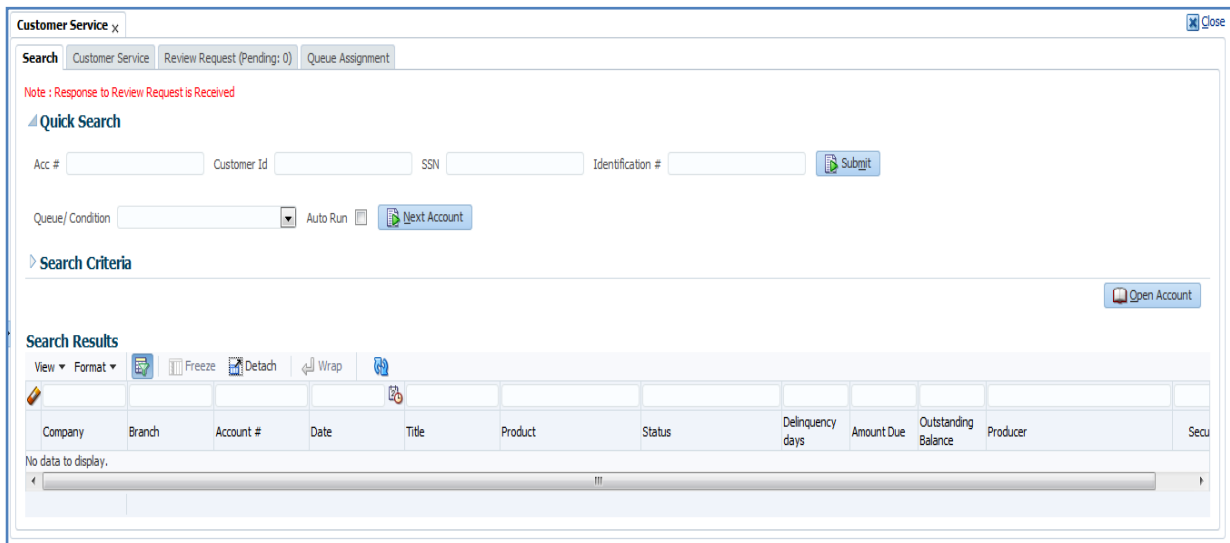 Customer Service x Close
Search Customer Service Review Request (Pending: 0) Queue Assignment
Note : Response to Review Request is Received
Quick Search
Acc # Customer Id SSN Identification # Submit
Queue/ Condition Auto Run Next Account
Search Criteria
Open Account
Search Results
View Format Freeze Detach Wrap
Company Branch Account # Date Title Product Status Delinquency days Amount Due Outstanding Balance Producer Secu
No data to display.